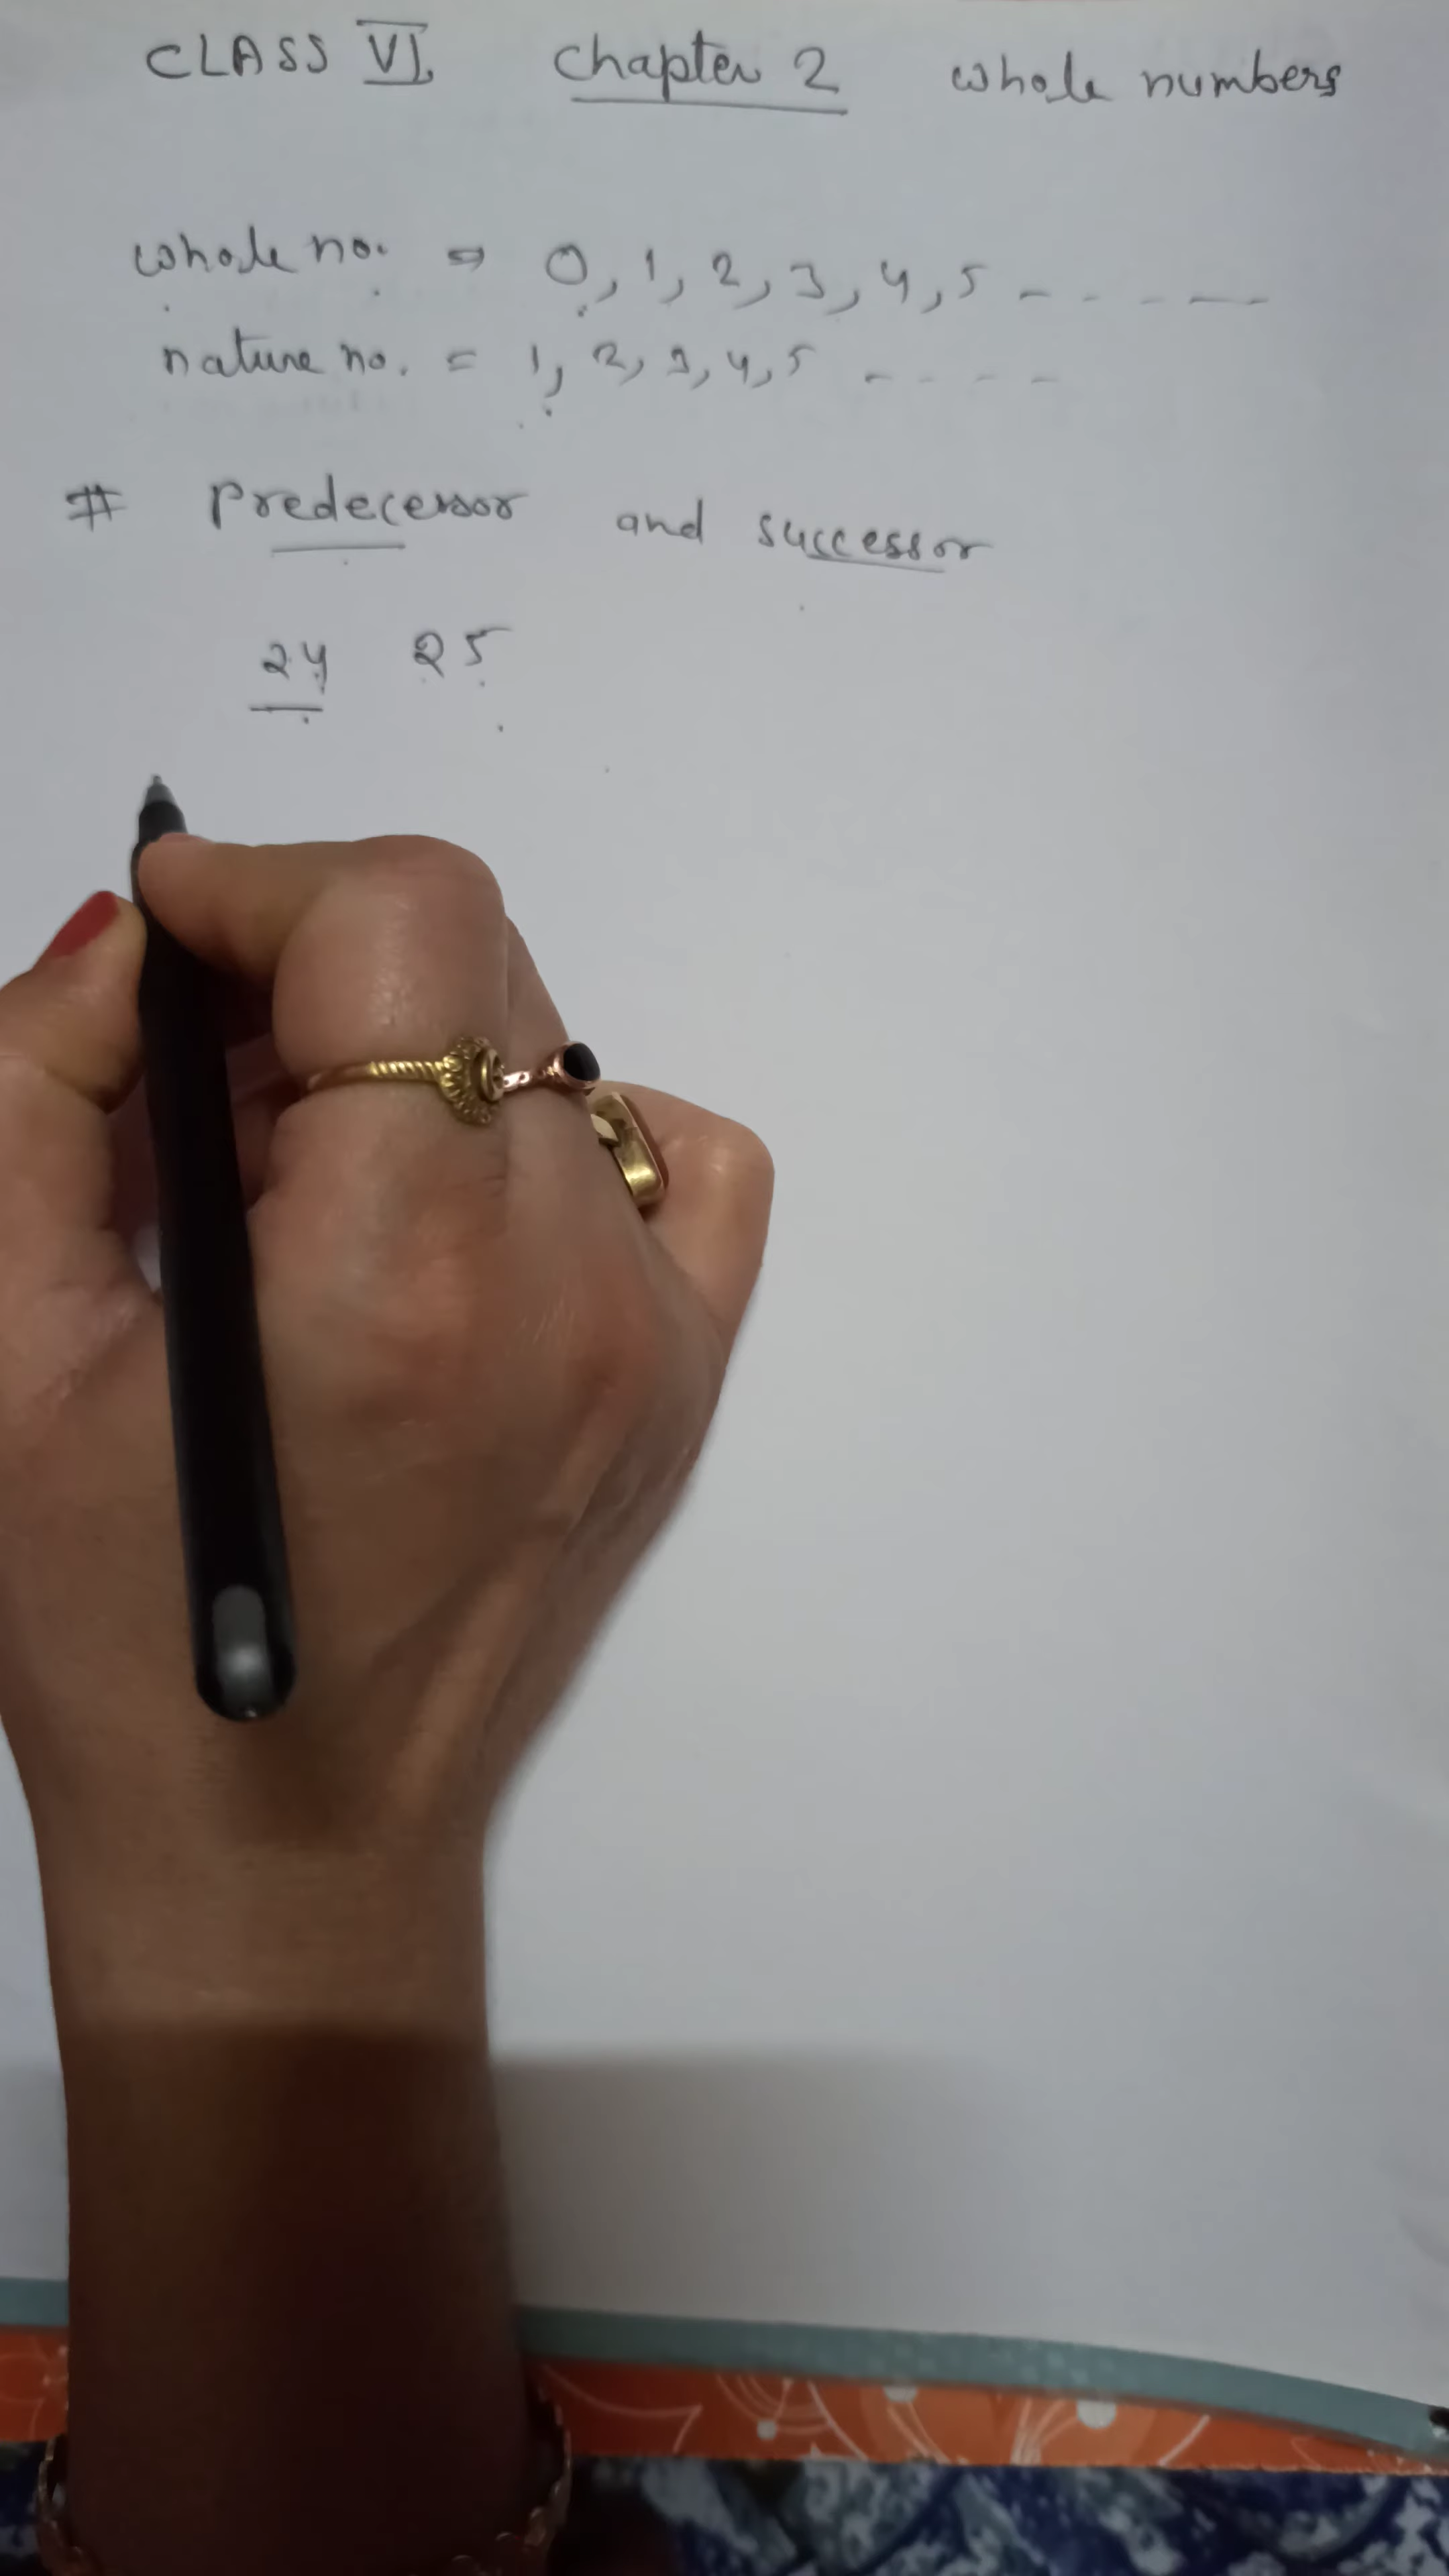 CLASS VI Chapter 2 whole numbers
whole no. ⇒ 0, 1, 2, 3, 4, 5 - - - - -
nature no. = 1, 2, 3, 4, 5 - - - -
# Predecessor and successor
24 25